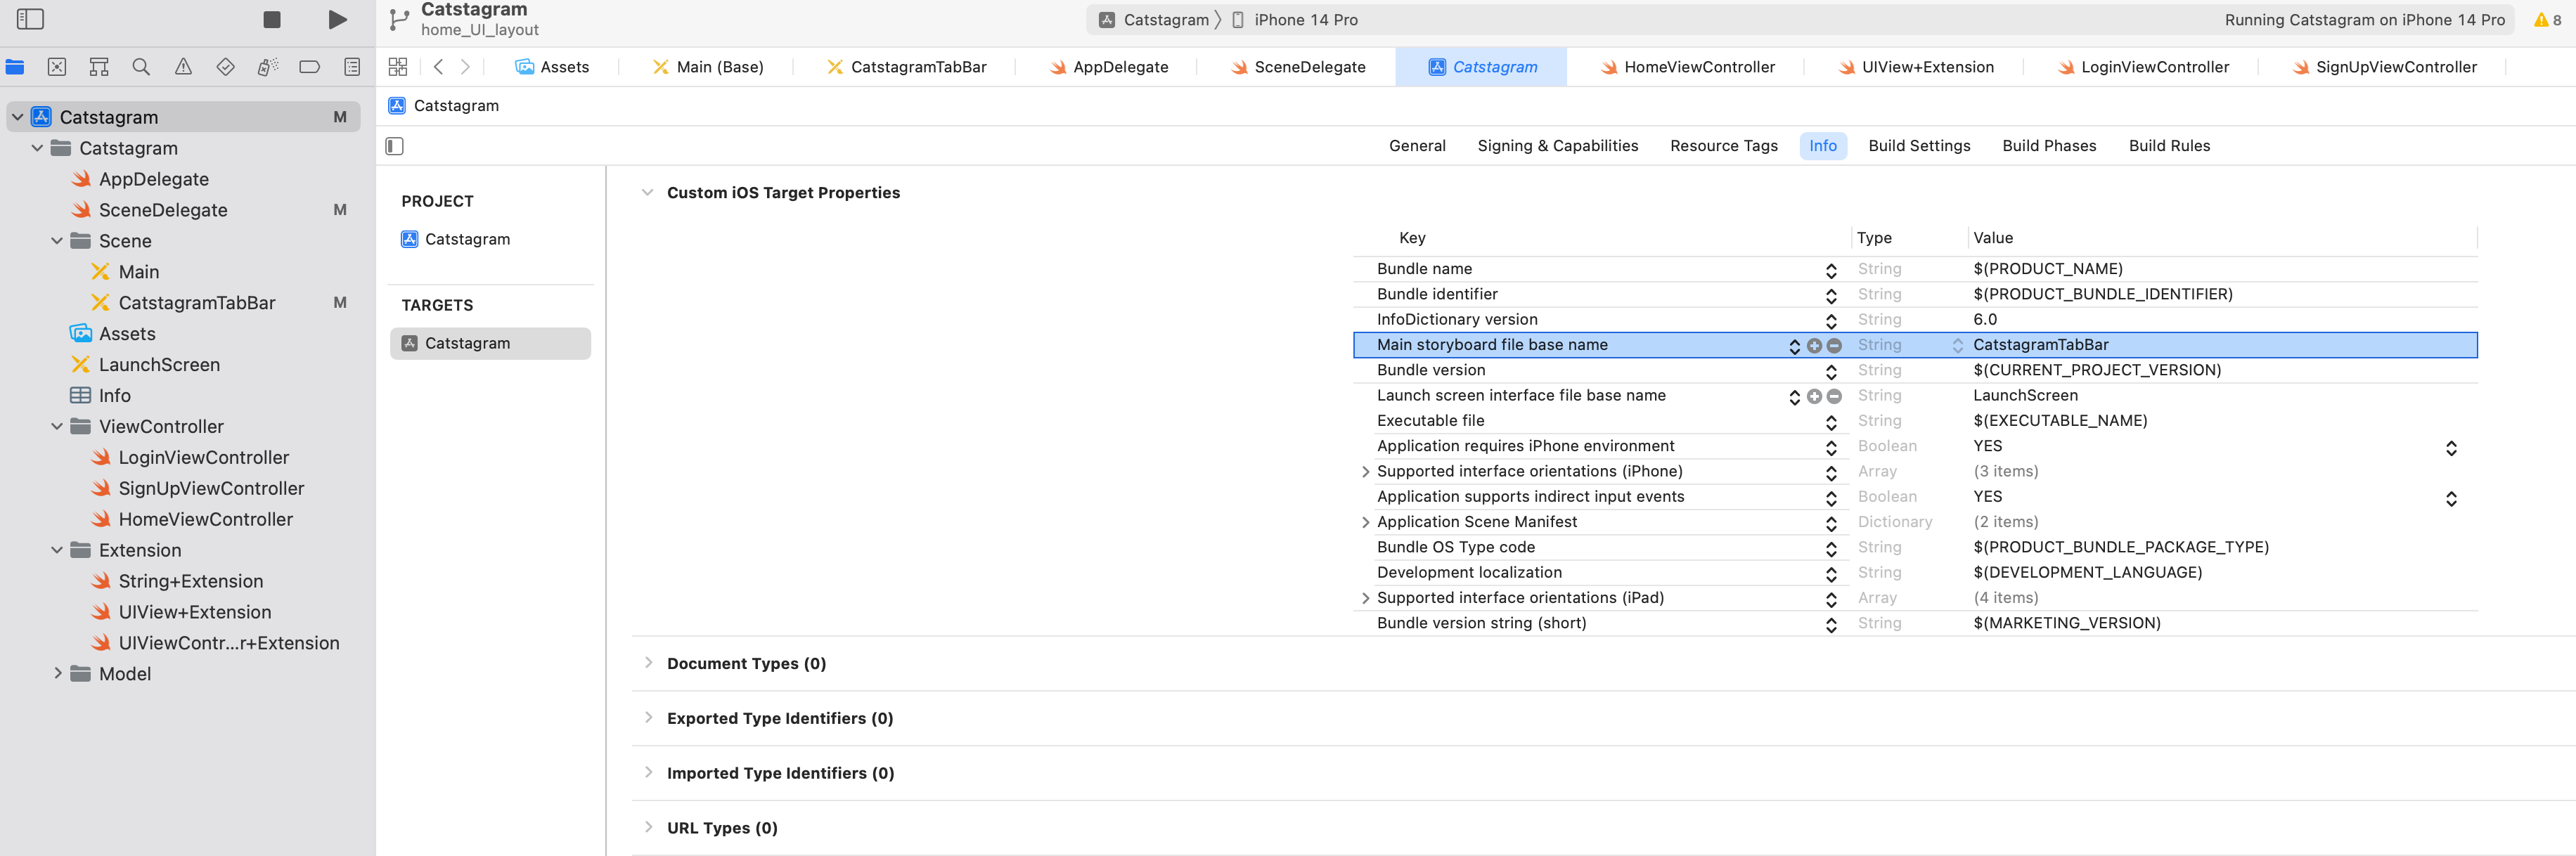 Catstagram
home_UI_layout
Catstagram
iPhone 14 Pro
Running Catstagram on iPhone 14 Pro
8
Assets
Main (Base)
CatstagramTabBar
AppDelegate
SceneDelegate
Catstagram
HomeViewController
UIView+Extension
LoginViewController
SignUpViewController
Catstagram M
Catstagram
AppDelegate
SceneDelegate M
Scene
Main
CatstagramTabBar M
Assets
LaunchScreen
Info
ViewController
LoginViewController
SignUpViewController
HomeViewController
Extension
String+Extension
UIView+Extension
UIViewContr...r+Extension
Model
Catstagram
General Signing & Capabilities Resource Tags Info Build Settings Build Phases Build Rules
PROJECT
Catstagram
TARGETS
Catstagram
Custom iOS Target Properties
Key Type Value
Bundle name String $(PRODUCT_NAME)
Bundle identifier String $(PRODUCT_BUNDLE_IDENTIFIER)
InfoDictionary version String 6.0
Main storyboard file base name String CatstagramTabBar
Bundle version String $(CURRENT_PROJECT_VERSION)
Launch screen interface file base name String LaunchScreen
Executable file String $(EXECUTABLE_NAME)
Application requires iPhone environment Boolean YES
Supported interface orientations (iPhone) Array (3 items)
Application supports indirect input events Boolean YES
Application Scene Manifest Dictionary (2 items)
Bundle OS Type code String $(PRODUCT_BUNDLE_PACKAGE_TYPE)
Development localization String $(DEVELOPMENT_LANGUAGE)
Supported interface orientations (iPad) Array (4 items)
Bundle version string (short) String $(MARKETING_VERSION)
Document Types (0)
Exported Type Identifiers (0)
Imported Type Identifiers (0)
URL Types (0)